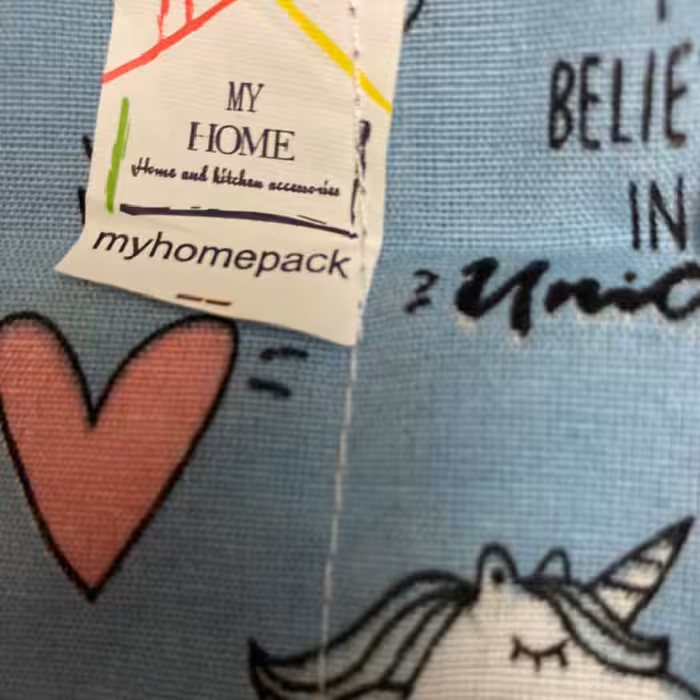 MY
HOME
Home and kitchen accessories
myhomepack
BELIE
IN
Unic